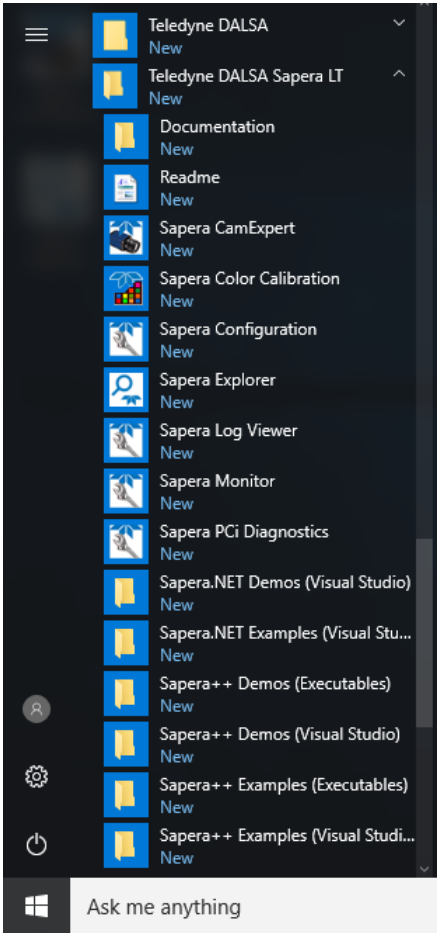 Teledyne DALSA
New
Teledyne DALSA Sapera LT
New
Documentation
New
Readme
New
Sapera CamExpert
New
Sapera Color Calibration
New
Sapera Configuration
New
Sapera Explorer
New
Sapera Log Viewer
New
Sapera Monitor
New
Sapera PCi Diagnostics
New
Sapera.NET Demos (Visual Studio)
New
Sapera.NET Examples (Visual Stu...
New
Sapera++ Demos (Executables)
New
Sapera++ Demos (Visual Studio)
New
Sapera++ Examples (Executables)
New
Sapera++ Examples (Visual Studi...
New
Ask me anything